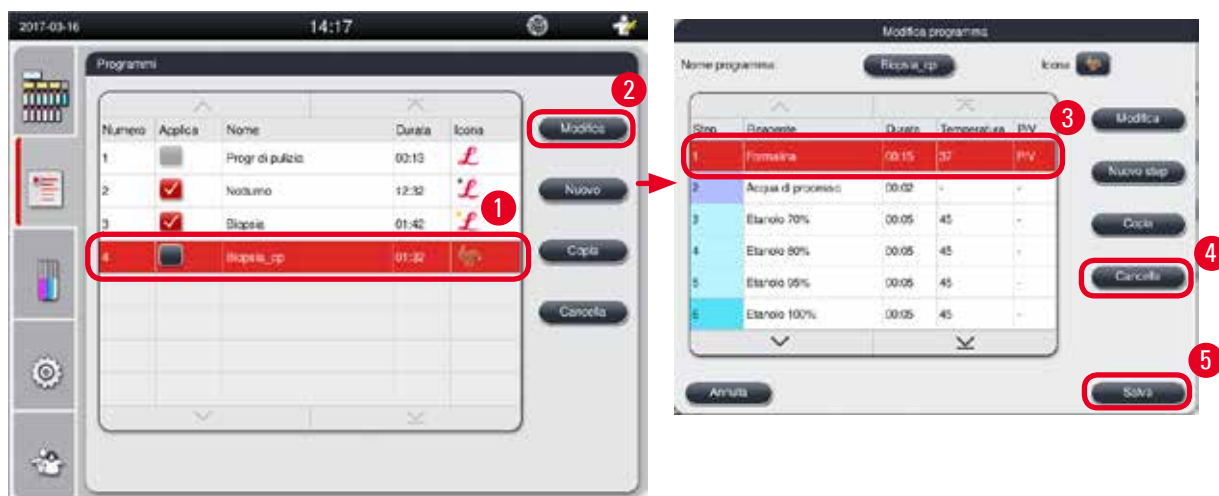 2017-03-16 14:17
Programmi
Numero Applica Nome Durata Icona
1 Progr di pulizia 00:13
2 Notturno 12:32
3 Biopsia 01:42
4 Biopsia_cp 01:32
Modifica
Nuovo
Copia
Cancella
1
2
Modifica programma
Nome programma Biopsia_cp Icona
Step Reagente Durata Temperatura P/V
1 Formalina 00:15 37 P/V
2 Acqua di processo 00:02 - -
3 Etanolo 70% 00:05 45 -
4 Etanolo 80% 00:05 45 -
5 Etanolo 95% 00:05 45 -
6 Etanolo 100% 00:05 45 -
Modifica
Nuovo step
Copia
Cancella
Annulla
Salva
3
4
5